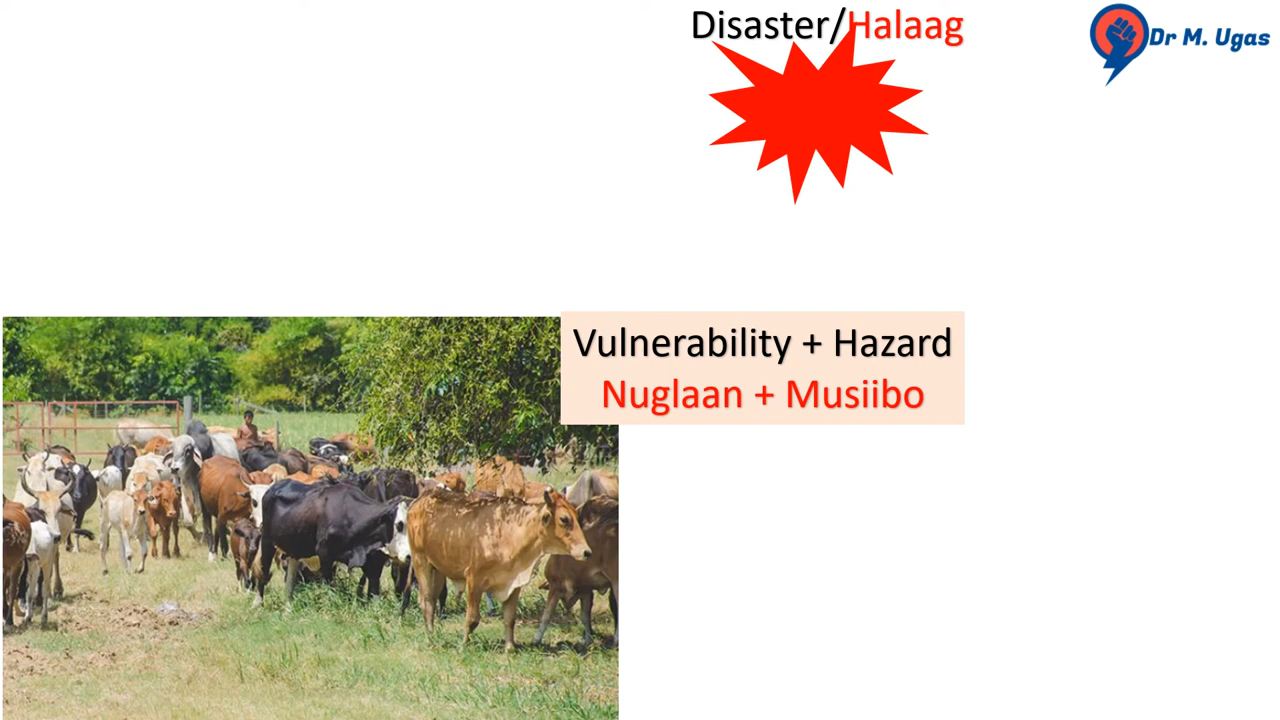 Disaster/Halaag
Dr M. Ugas
Vulnerability + Hazard
Nuglaan + Musiibo